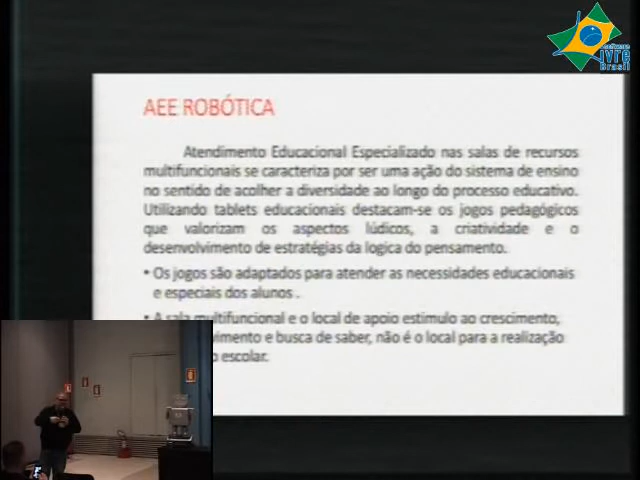 ivre
Brasil
AEE ROBÓTICA
Atendimento Educacional Especializado nas salas de recursos
multifuncionais se caracteriza por ser uma ação do sistema de ensino
no sentido de acolher a diversidade ao longo do processo educativo.
Utilizando tablets educacionais destacam-se os jogos pedagógicos
que valorizam os aspectos lúdicos, a criatividade e o
desenvolvimento de estratégias da logica do pensamento.
• Os jogos são adaptados para atender as necessidades educacionais
e especiais dos alunos .
• A sala multifuncional e o local de apoio estimulo ao crescimento,
vimento e busca de saber, não é o local para a realização
o escolar.